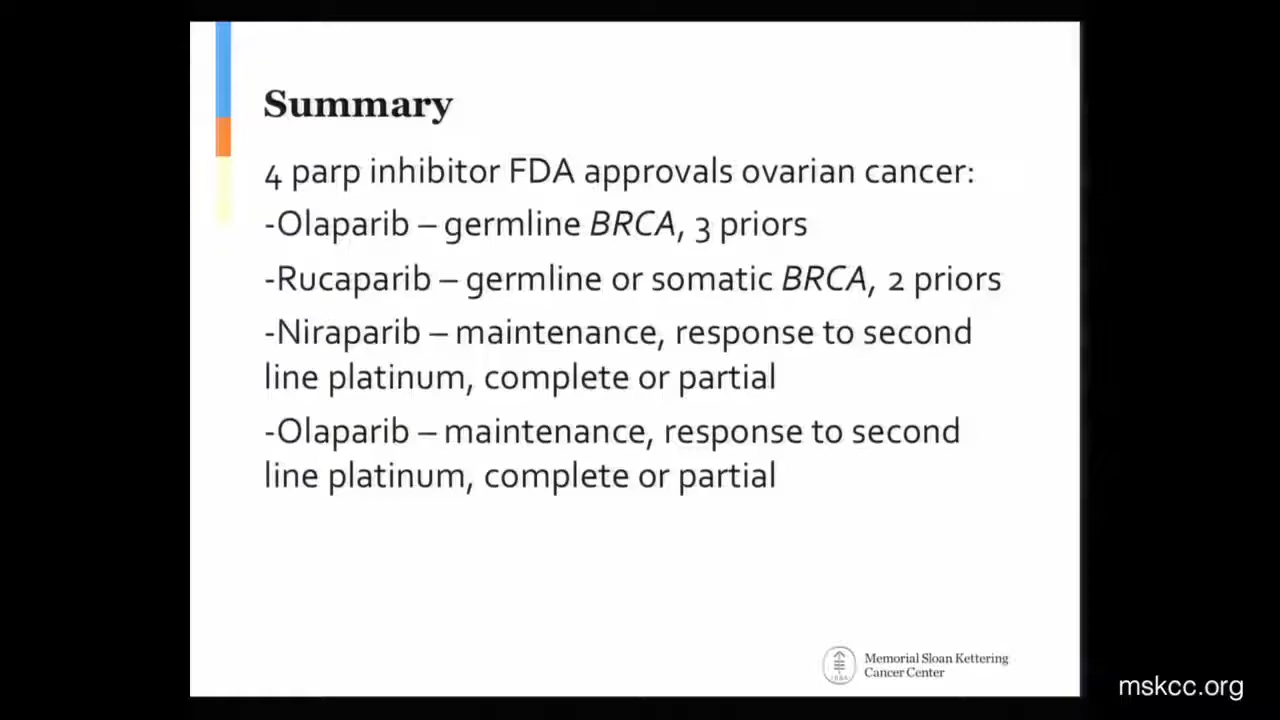 Summary
4 parp inhibitor FDA approvals ovarian cancer:
-Olaparib – germline BRCA, 3 priors
-Rucaparib – germline or somatic BRCA, 2 priors
-Niraparib – maintenance, response to second
line platinum, complete or partial
-Olaparib – maintenance, response to second
line platinum, complete or partial
Memorial Sloan Kettering
Cancer Center
mskcc.org